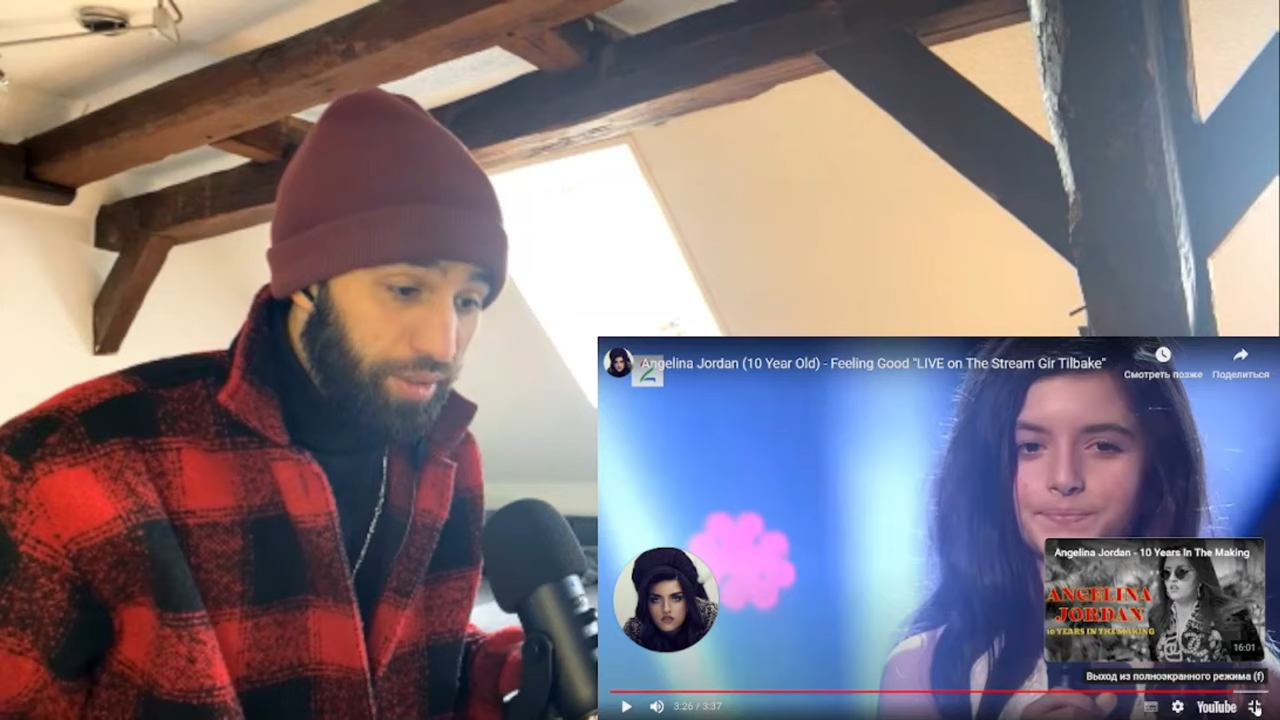 Angelina Jordan (10 Year Old) - Feeling Good "LIVE on The Stream Gir Tilbake"
Смотреть позже
Поделиться
2
Angelina Jordan - 10 Years In The Making
ANGELINA
JORDAN
10 YEARS IN THE MAKING
16:01
Выход из полноэкранного режима (f)
3:26 / 3:37
YouTube